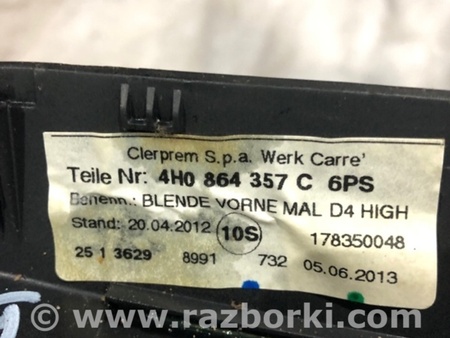 Clerprem S.p.a. Werk Carre'
Teile Nr: 4H0 864 357 C 6PS
Benenn.: BLENDE VORNE MAL D4 HIGH
Stand: 20.04.2012 10S 178350048
25 1 3629 8991 732 05.06.2013
www.razborki.com